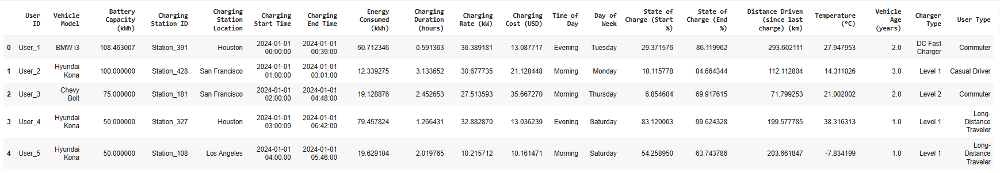 User ID Vehicle Model Battery Capacity (kWh) Charging Station ID Charging Station Location Charging Start Time Charging End Time Energy Consumed (kWh) Charging Duration (hours) Charging Rate (kW) Charging Cost (USD) Time of Day Day of Week State of Charge (Start %) State of Charge (End %) Distance Driven (since last charge) (km) Temperature (°C) Vehicle Age (years) Charger Type User Type
0 User_1 BMW i3 108.463007 Station_391 Houston 2024-01-01 00:00:00 2024-01-01 00:39:00 60.712346 0.591363 36.389181 13.087717 Evening Tuesday 29.371576 86.119962 293.602111 27.947953 2.0 DC Fast Charger Commuter
1 User_2 Hyundai Kona 100.000000 Station_428 San Francisco 2024-01-01 01:00:00 2024-01-01 03:01:00 12.339275 3.133652 30.677735 21.128448 Morning Monday 10.115778 84.664344 112.112804 14.311026 3.0 Level 1 Casual Driver
2 User_3 Chevy Bolt 75.000000 Station_181 San Francisco 2024-01-01 02:00:00 2024-01-01 04:48:00 19.128876 2.452653 27.513593 35.667270 Morning Thursday 6.854604 69.917615 71.799253 21.002002 2.0 Level 2 Commuter
3 User_4 Hyundai Kona 50.000000 Station_327 Houston 2024-01-01 03:00:00 2024-01-01 06:42:00 79.457824 1.266431 32.882870 13.036239 Evening Saturday 83.120003 99.624328 199.577785 38.316313 1.0 Level 1 Long-Distance Traveler
4 User_5 Hyundai Kona 50.000000 Station_108 Los Angeles 2024-01-01 04:00:00 2024-01-01 05:46:00 19.629104 2.019765 10.215712 10.161471 Morning Saturday 54.258950 63.743786 203.661847 -7.834199 1.0 Level 1 Long-Distance Traveler